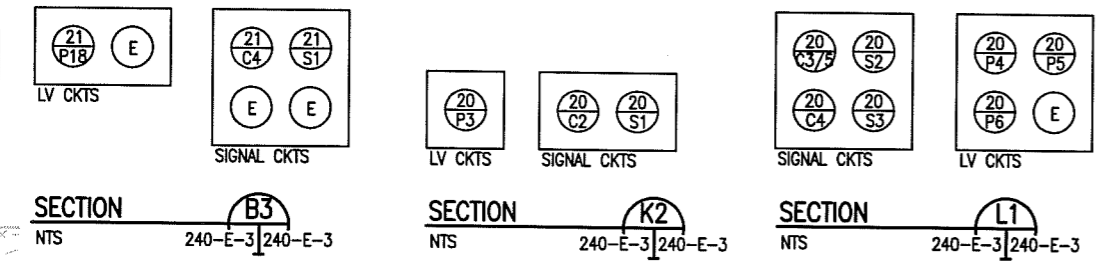 21
P18
E
LV CKTS
21
C4
21
S1
E
E
SIGNAL CKTS
SECTION
B3
NTS
240-E-3
240-E-3
20
P3
LV CKTS
20
C2
20
S1
SIGNAL CKTS
SECTION
K2
NTS
240-E-3
240-E-3
20
C3/5
20
S2
20
C4
20
S3
SIGNAL CKTS
20
P4
20
P5
20
P6
E
LV CKTS
SECTION
L1
NTS
240-E-3
240-E-3